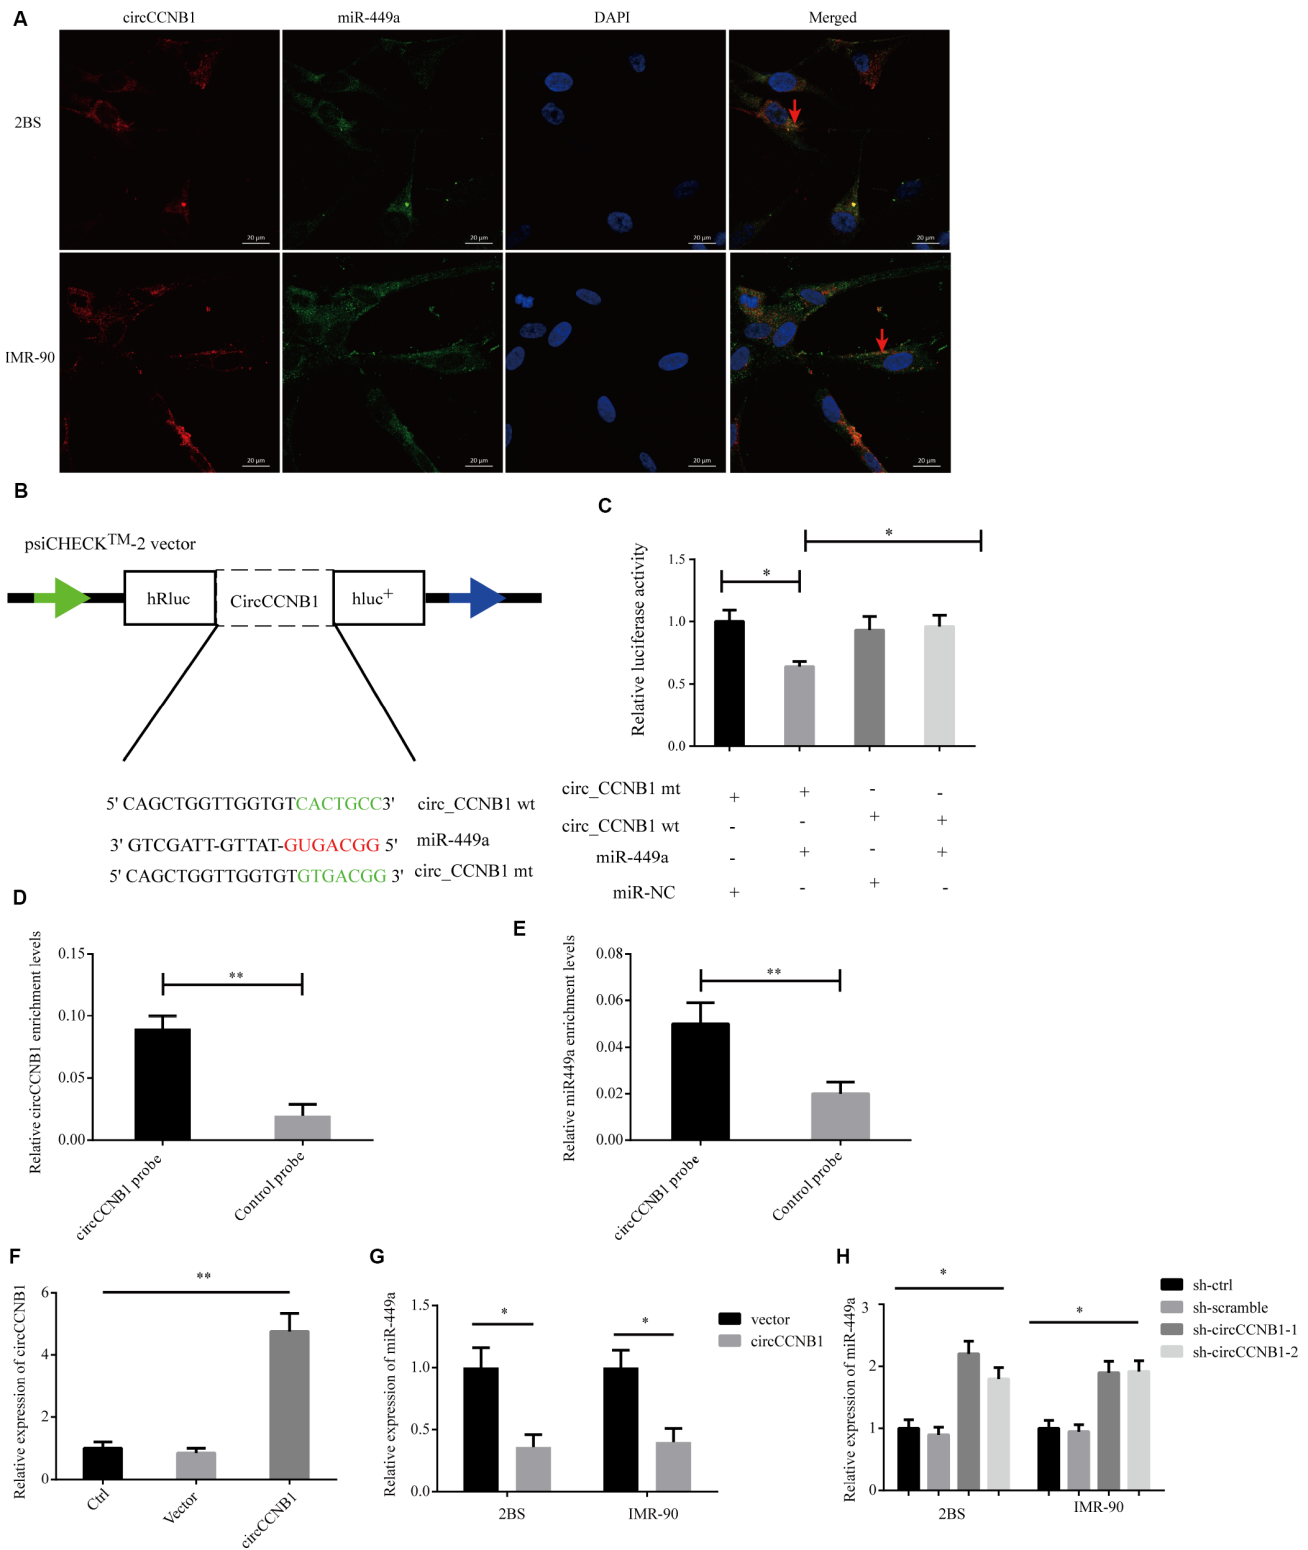 A
circCCNB1 miR-449a DAPI Merged
2BS
20 μm 20 μm 20 μm 20 μm
IMR-90
20 μm 20 μm 20 μm 20 μm
B
psiCHECK™-2 vector
hRluc CircCCNB1 hluc+
5' CAGCTGGTTGGTGTCACTGCC3' circ_CCNB1 wt
3' GTCGATT-GTTAT-GUGACGG 5' miR-449a
5' CAGCTGGTTGGTGTGTGACGG 3' circ_CCNB1 mt
C
Relative luciferase activity
1.5
1.0
0.5
0.0
*
*
circ_CCNB1 mt + + - -
circ_CCNB1 wt - - + +
miR-449a - + - +
miR-NC + - + -
D
Relative circCCNB1 enrichment levels
0.15
0.10
0.05
0.00
**
circCCNB1 probe
Control probe
E
Relative miR449a enrichment levels
0.08
0.06
0.04
0.02
0.00
**
circCCNB1 probe
Control probe
F
Relative expression of circCCNB1
6
4
2
0
**
Ctrl
Vector
circCCNB1
G
Relative expression of miR-449a
1.5
1.0
0.5
0.0
* *
2BS IMR-90
vector
circCCNB1
H
Relative expression of miR-449a
3
2
1
0
* *
2BS IMR-90
sh-ctrl
sh-scramble
sh-circCCNB1-1
sh-circCCNB1-2